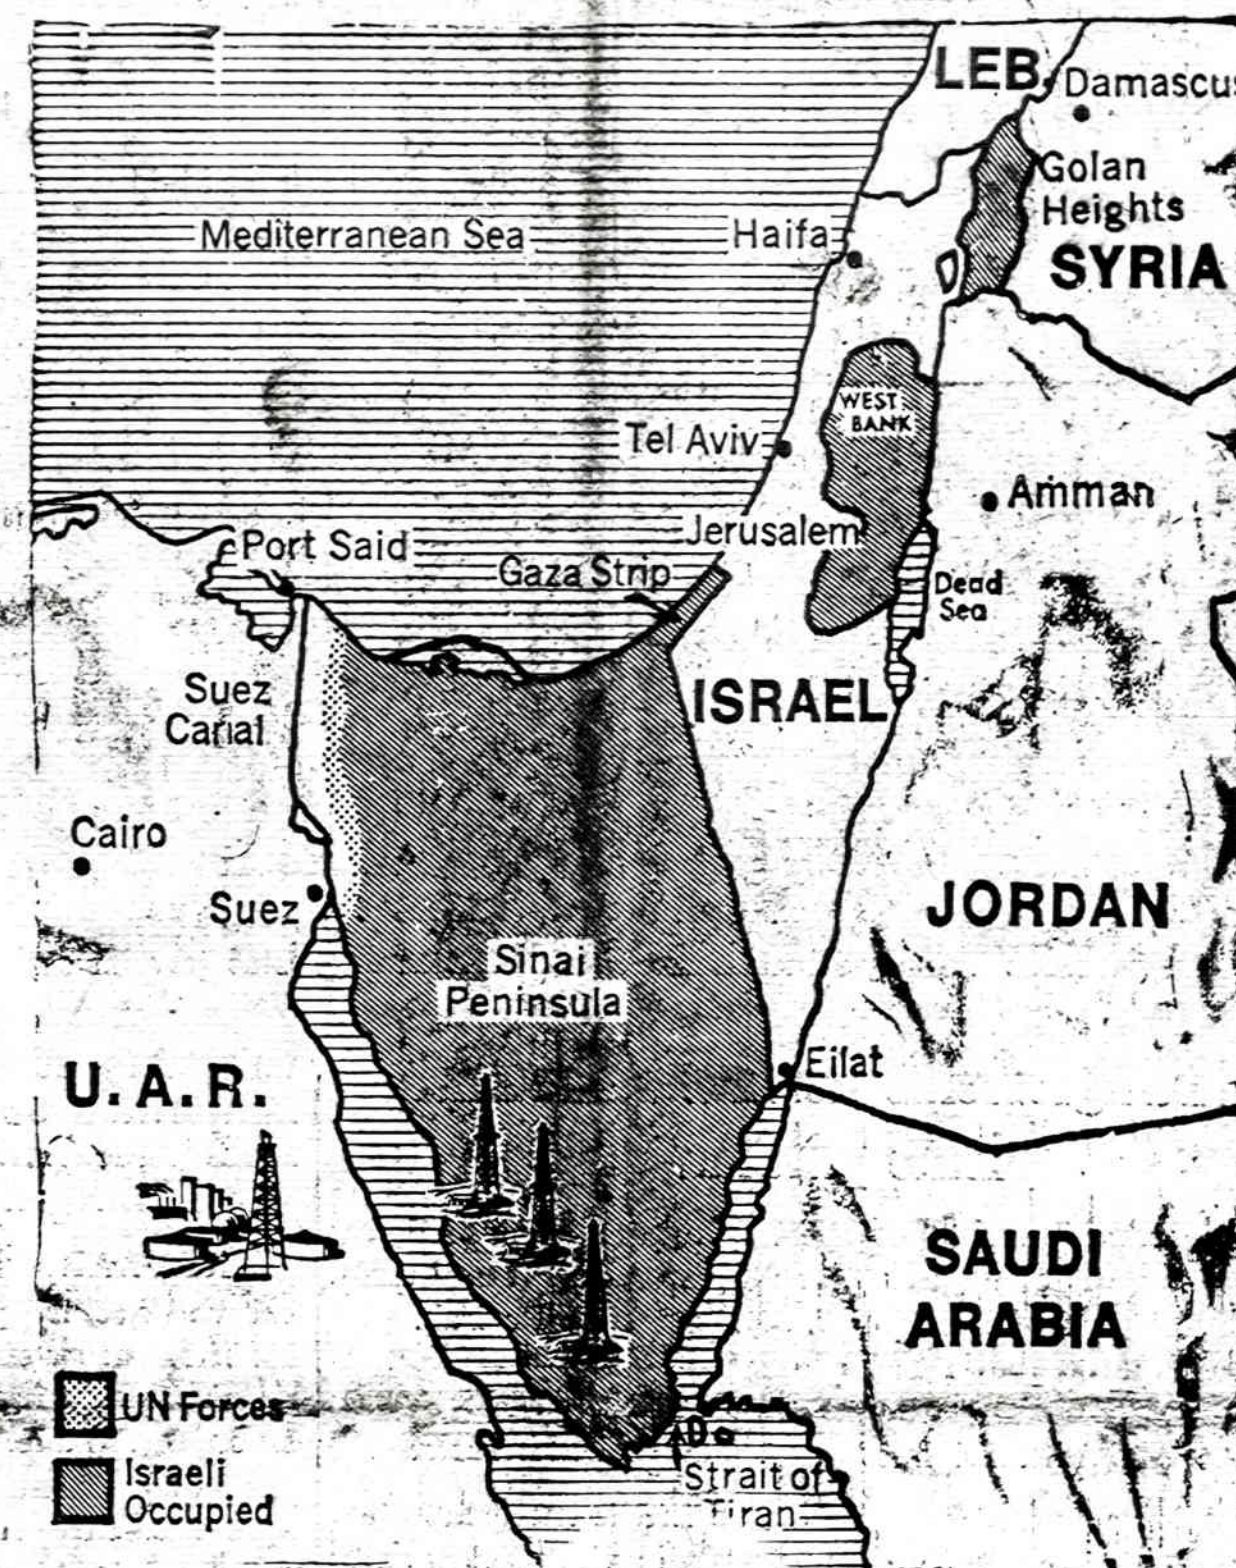 LEB.
Damascus
Golan
Heights
SYRIA
Mediterranean Sea
Haifa
WEST
BANK
Tel Aviv
Amman
Jerusalem
Port Said
Gaza Strip
Dead
Sea
Suez
Canal
ISRAEL
Cairo
Suez
JORDAN
Sinai
Peninsula
Eilat
U.A.R.
SAUDI
ARABIA
UN Forces
Israeli
Occupied
Strait of
Tiran